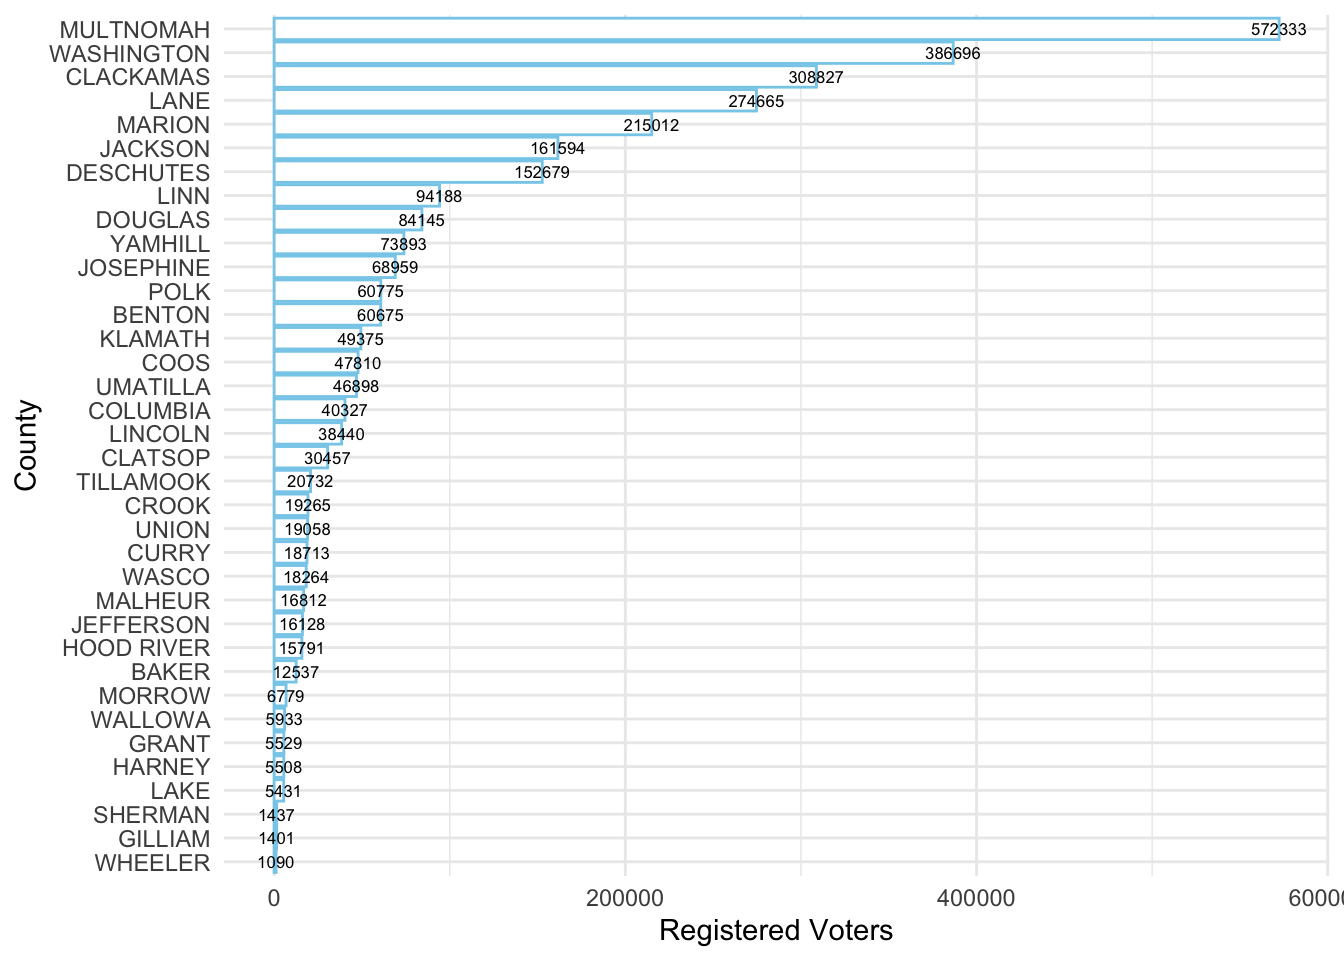 MULTNOMAH 572333
WASHINGTON 386696
CLACKAMAS 308827
LANE 274665
MARION 215012
JACKSON 161594
DESCHUTES 152679
LINN 94188
DOUGLAS 84145
YAMHILL 73893
JOSEPHINE 68959
POLK 60775
BENTON 60675
KLAMATH 49375
COOS 47810
UMATILLA 46898
COLUMBIA 40327
LINCOLN 38440
CLATSOP 30457
TILLAMOOK 20732
CROOK 19265
UNION 19058
CURRY 18713
WASCO 18264
MALHEUR 16812
JEFFERSON 16128
HOOD RIVER 15791
BAKER 12537
MORROW 6779
WALLOWA 5933
GRANT 5529
HARNEY 5508
LAKE 5431
SHERMAN 1437
GILLIAM 1401
WHEELER 1090
County
0 200000 400000
Registered Voters